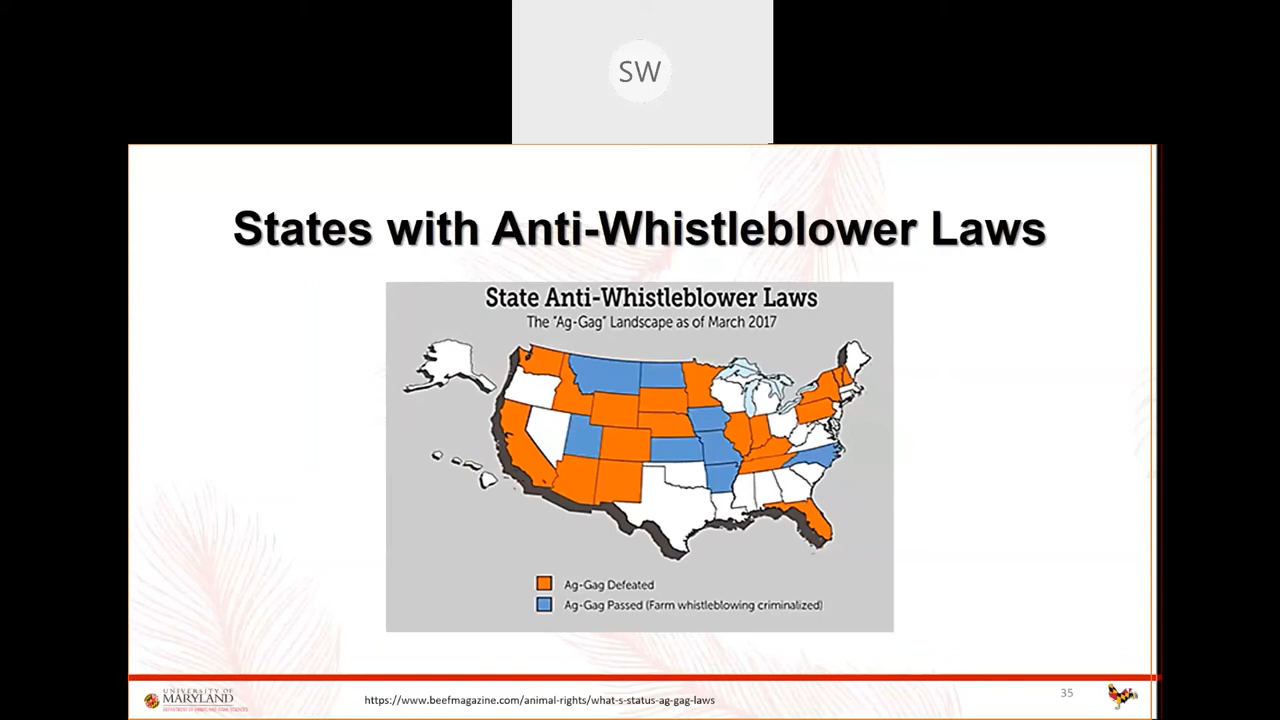 SW
States with Anti-Whistleblower Laws
State Anti-Whistleblower Laws
The "Ag-Gag" Landscape as of March 2017
Ag-Gag Defeated
Ag-Gag Passed (Farm whistleblowing criminalized)
UNIVERSITY OF
MARYLAND
https://www.beefmagazine.com/animal-rights/what-s-status-ag-gag-laws
35